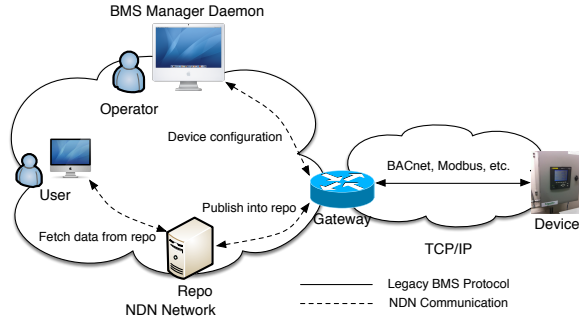 BMS Manager Daemon
Operator
Device configuration
BACnet, Modbus, etc.
User
Publish into repo
Gateway
Device
Fetch data from repo
TCP/IP
Repo
Legacy BMS Protocol
NDN Network
NDN Communication